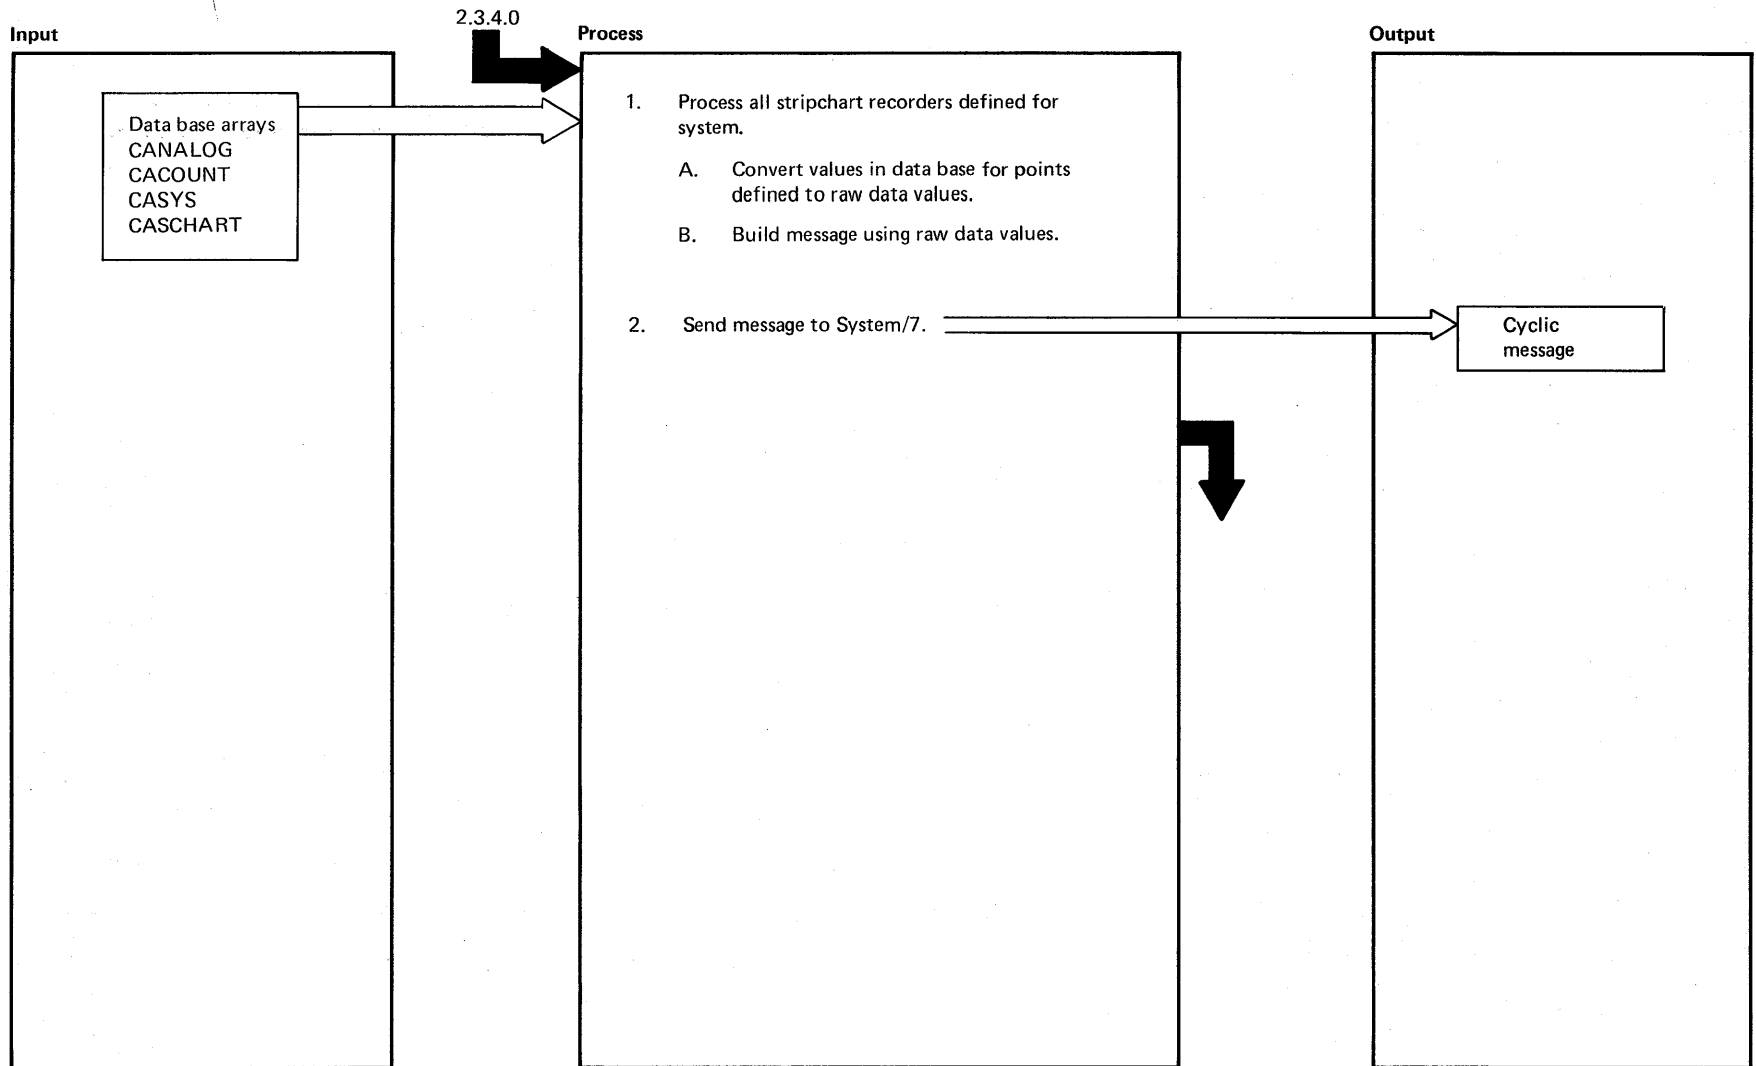 2.3.4.0
Input
Process
Output
Data base arrays
CANALOG
CACOUNT
CASYS
CASCHART
1. Process all stripchart recorders defined for
system.
A. Convert values in data base for points
defined to raw data values.
B. Build message using raw data values.
2. Send message to System/7.
Cyclic
message